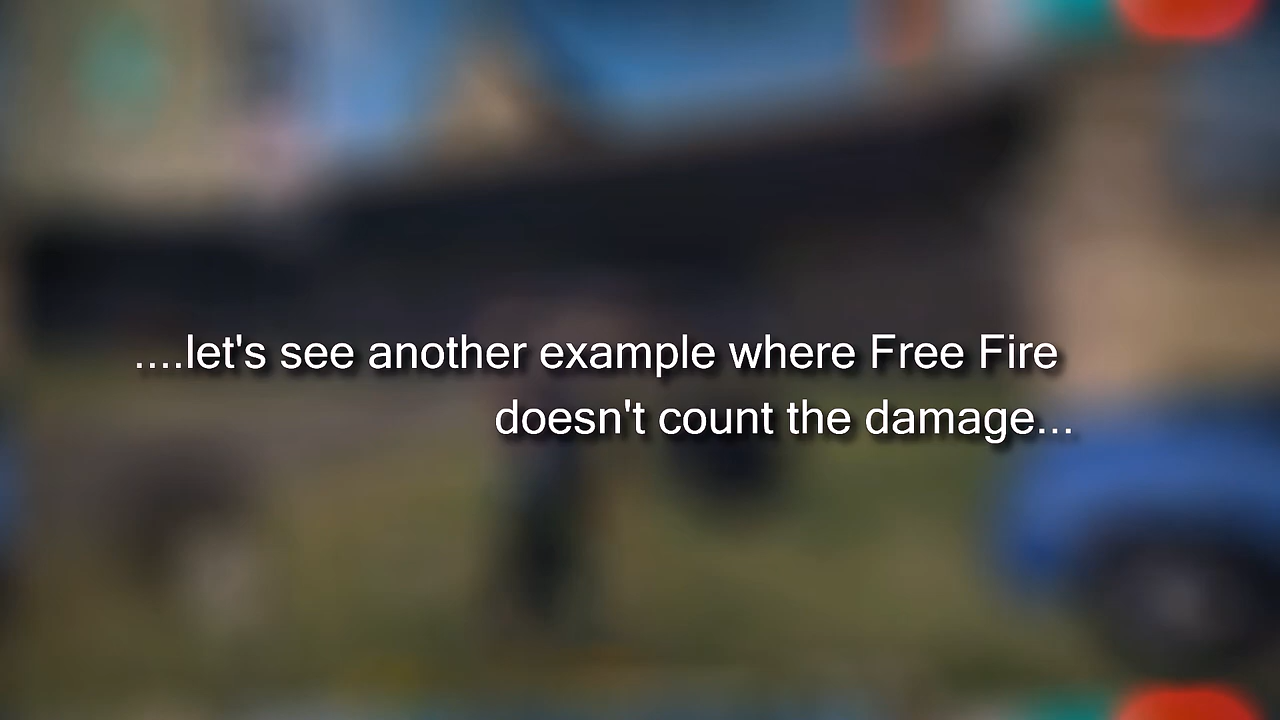 ....let's see another example where Free Fire
doesn't count the damage...